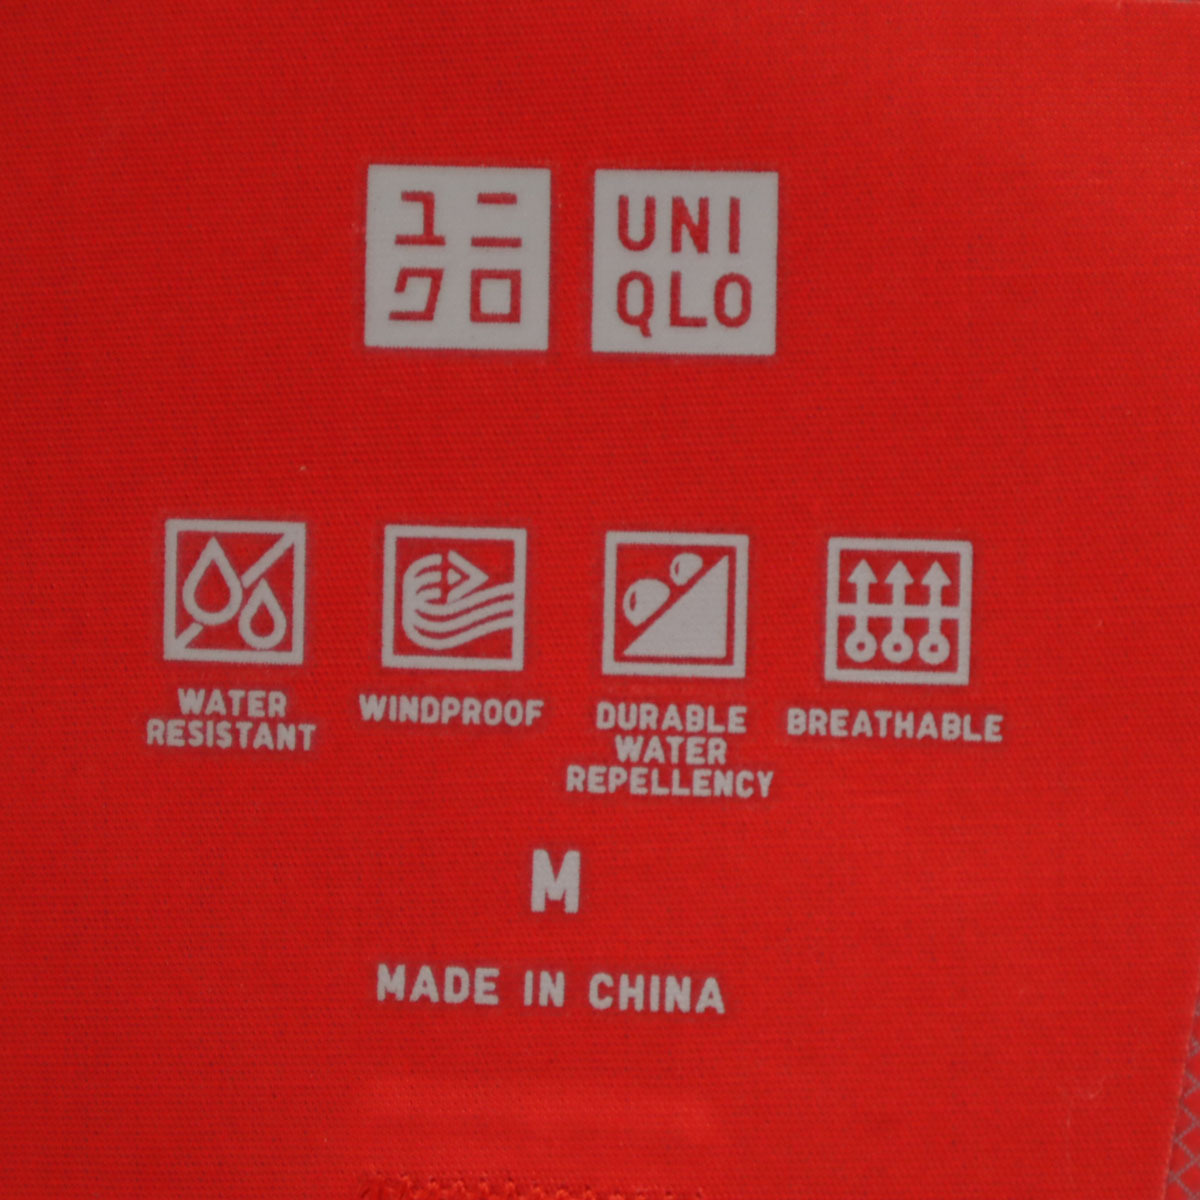 ユニ
クロ
UNI
QLO
WATER
RESISTANT
WINDPROOF
DURABLE
WATER
REPELLENCY
BREATHABLE
M
MADE IN CHINA